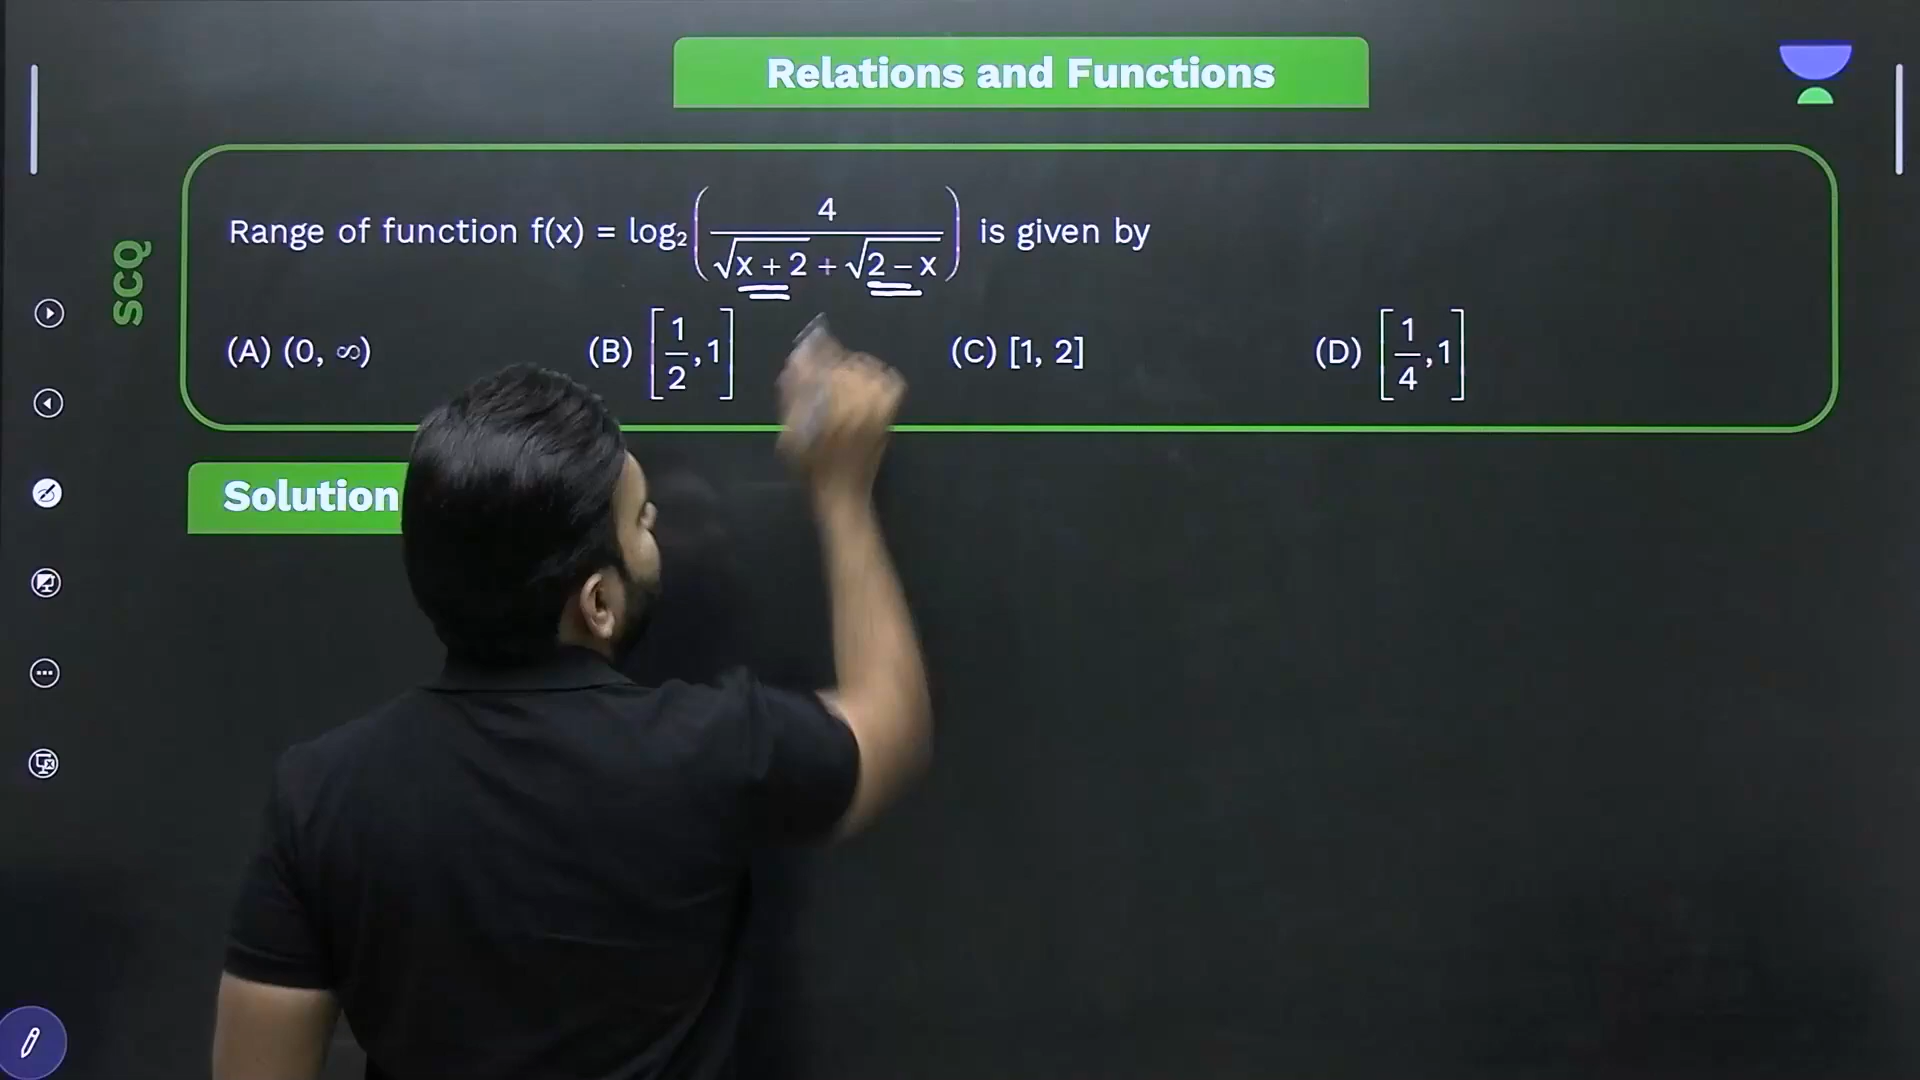 Relations and Functions
SCQ
Range of function f(x) = log₂(4/(√(x + 2) + √(2 − x))) is given by
(A) (0, ∞) (B) [1/2, 1] (C) [1, 2] (D) [1/4, 1]
Solution